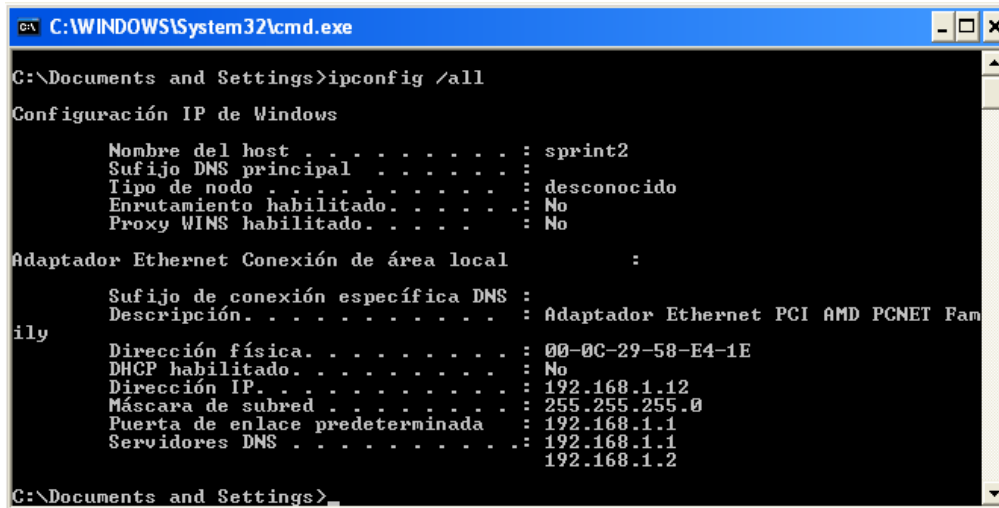 C:\WINDOWS\System32\cmd.exe
C:\Documents and Settings>ipconfig /all
Configuración IP de Windows
Nombre del host . . . . . . . . . : sprint2
Sufijo DNS principal  . . . . . . :
Tipo de nodo . . . . . . . . . . .  : desconocido
Enrutamiento habilitado. . . . . .: No
Proxy WINS habilitado. . . . .    : No
Adaptador Ethernet Conexión de área local          :
Sufijo de conexión específica DNS :
Descripción. . . . . . . . . . .  : Adaptador Ethernet PCI AMD PCNET Fam
ily
Dirección física. . . . . . . . . : 00-0C-29-58-E4-1E
DHCP habilitado. . . . . . . . .  : No
Dirección IP. . . . . . . . . . . : 192.168.1.12
Máscara de subred . . . . . . . . : 255.255.255.0
Puerta de enlace predeterminada   : 192.168.1.1
Servidores DNS . . . . . . . . . .: 192.168.1.1
192.168.1.2
C:\Documents and Settings>_